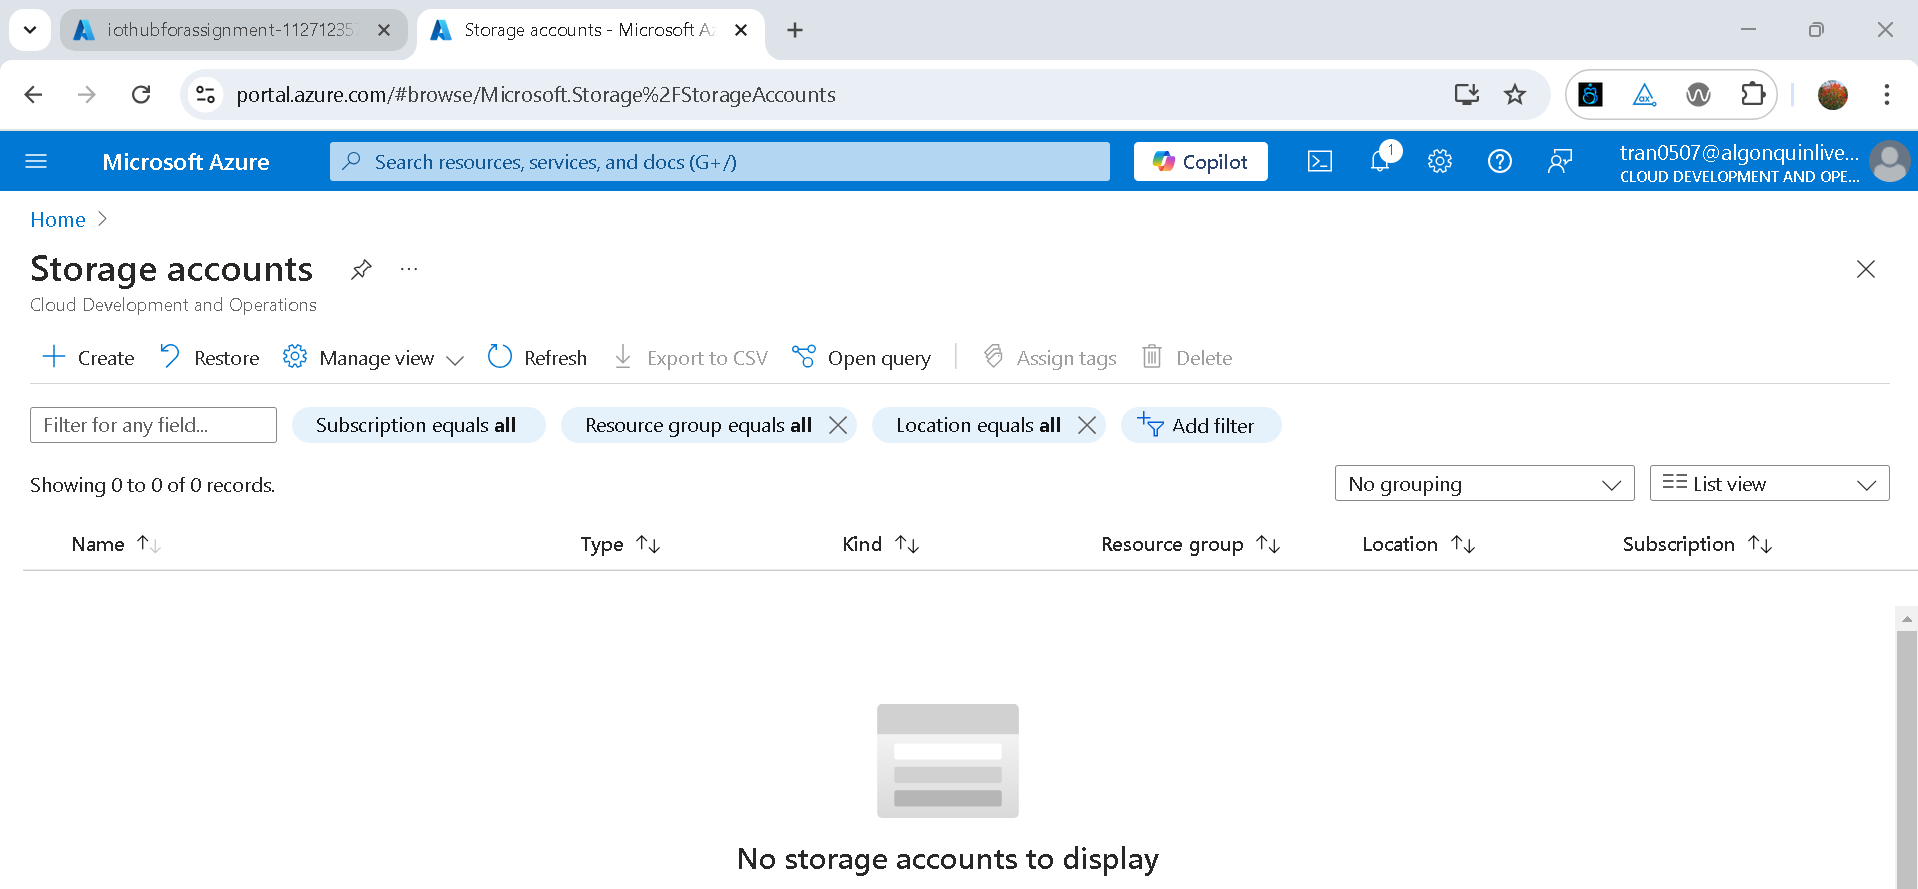 iothubforassignment-112712357
Storage accounts - Microsoft Az
portal.azure.com/#browse/Microsoft.Storage%2FStorageAccounts
Microsoft Azure
Search resources, services, and docs (G+/)
Copilot
1
tran0507@algonquinlive...
CLOUD DEVELOPMENT AND OPE...
Home
Storage accounts
Cloud Development and Operations
Create Restore Manage view Refresh Export to CSV Open query Assign tags Delete
Filter for any field... Subscription equals all Resource group equals all Location equals all Add filter
Showing 0 to 0 of 0 records.
No grouping
List view
Name Type Kind Resource group Location Subscription
No storage accounts to display